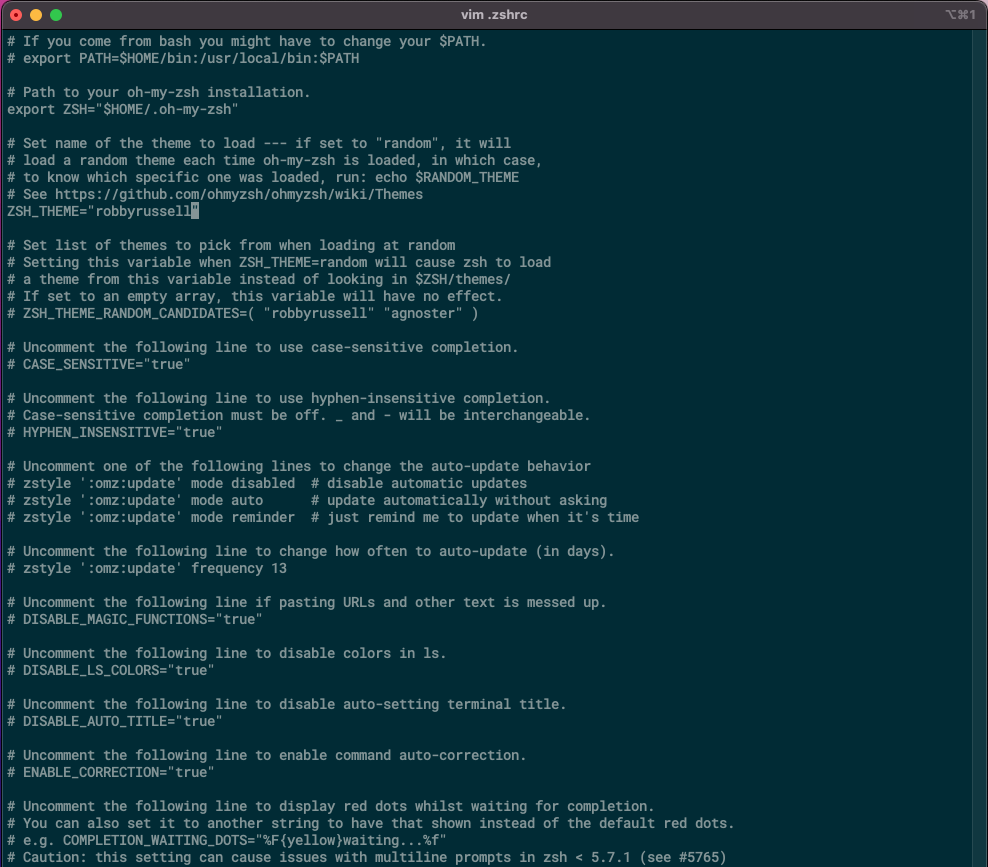 vim .zshrc
⌥⌘1
# If you come from bash you might have to change your $PATH.
# export PATH=$HOME/bin:/usr/local/bin:$PATH
# Path to your oh-my-zsh installation.
export ZSH="$HOME/.oh-my-zsh"
# Set name of the theme to load --- if set to "random", it will
# load a random theme each time oh-my-zsh is loaded, in which case,
# to know which specific one was loaded, run: echo $RANDOM_THEME
# See https://github.com/ohmyzsh/ohmyzsh/wiki/Themes
ZSH_THEME="robbyrussell"
# Set list of themes to pick from when loading at random
# Setting this variable when ZSH_THEME=random will cause zsh to load
# a theme from this variable instead of looking in $ZSH/themes/
# If set to an empty array, this variable will have no effect.
# ZSH_THEME_RANDOM_CANDIDATES=( "robbyrussell" "agnoster" )
# Uncomment the following line to use case-sensitive completion.
# CASE_SENSITIVE="true"
# Uncomment the following line to use hyphen-insensitive completion.
# Case-sensitive completion must be off. _ and - will be interchangeable.
# HYPHEN_INSENSITIVE="true"
# Uncomment one of the following lines to change the auto-update behavior
# zstyle ':omz:update' mode disabled  # disable automatic updates
# zstyle ':omz:update' mode auto      # update automatically without asking
# zstyle ':omz:update' mode reminder  # just remind me to update when it's time
# Uncomment the following line to change how often to auto-update (in days).
# zstyle ':omz:update' frequency 13
# Uncomment the following line if pasting URLs and other text is messed up.
# DISABLE_MAGIC_FUNCTIONS="true"
# Uncomment the following line to disable colors in ls.
# DISABLE_LS_COLORS="true"
# Uncomment the following line to disable auto-setting terminal title.
# DISABLE_AUTO_TITLE="true"
# Uncomment the following line to enable command auto-correction.
# ENABLE_CORRECTION="true"
# Uncomment the following line to display red dots whilst waiting for completion.
# You can also set it to another string to have that shown instead of the default red dots.
# e.g. COMPLETION_WAITING_DOTS="%F{yellow}waiting...%f"
# Caution: this setting can cause issues with multiline prompts in zsh < 5.7.1 (see #5765)